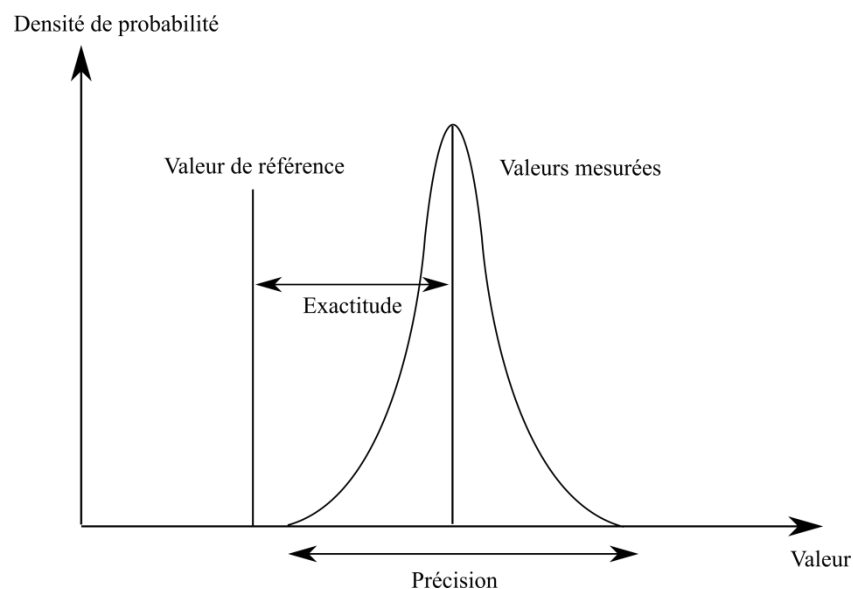 Densité de probabilité
Valeur de référence
Valeurs mesurées
Exactitude
Valeur
Précision